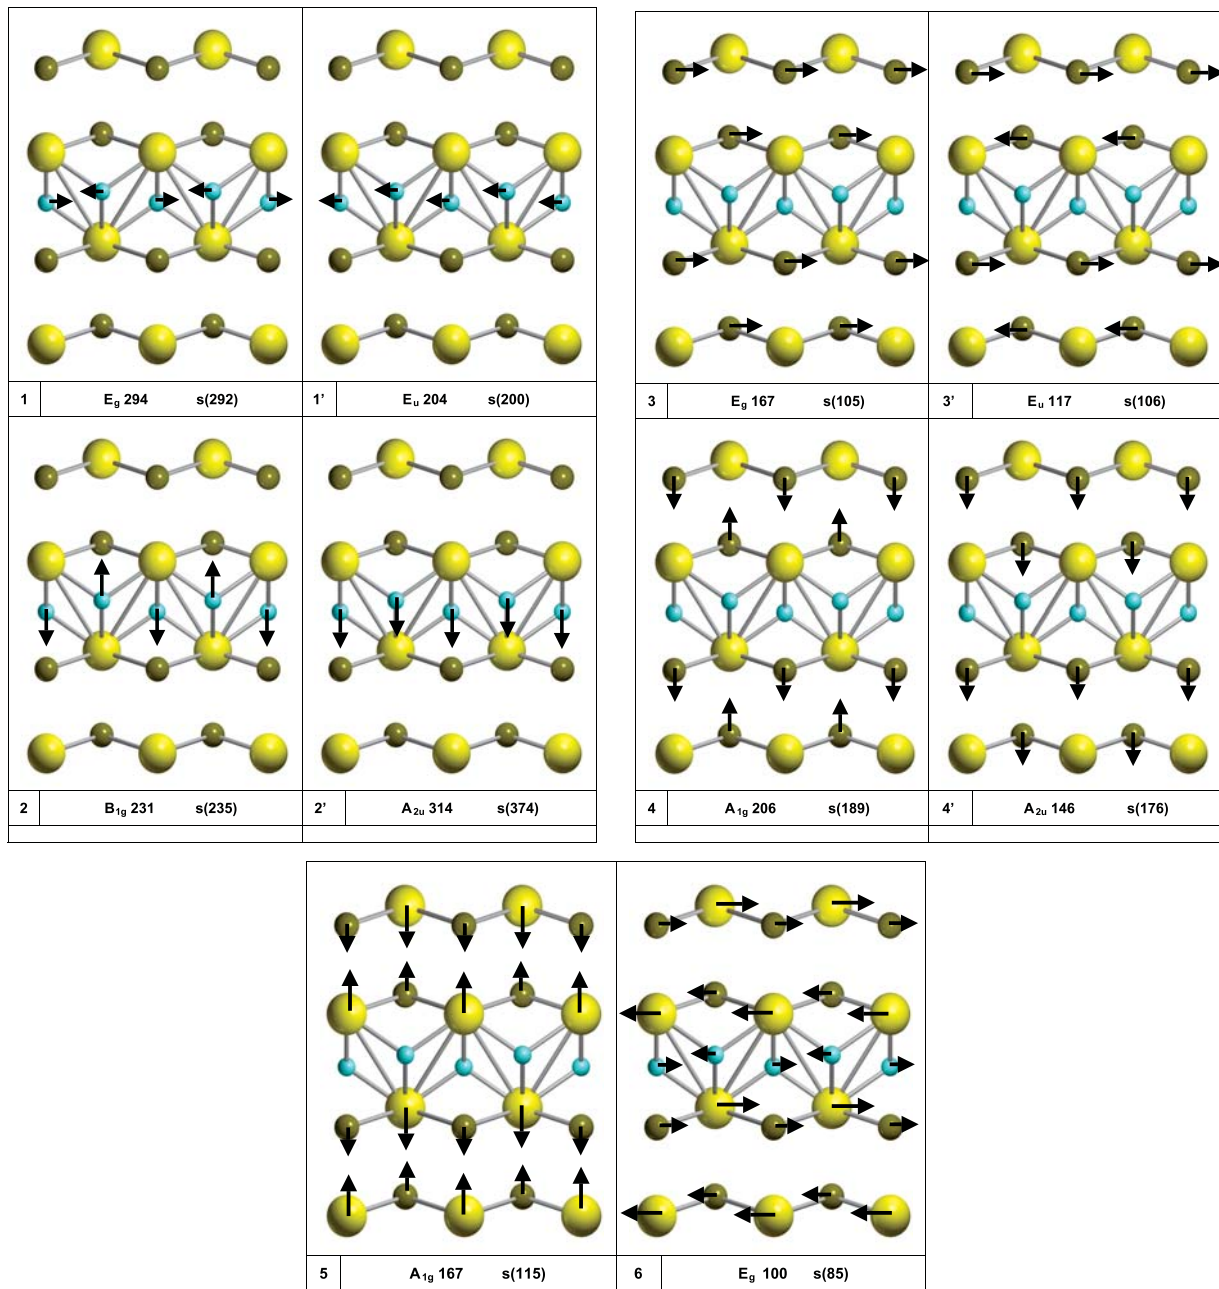 1 E₉ 294 s(292)
1’ Eᵤ 204 s(200)
3 E₉ 167 s(105)
3’ Eᵤ 117 s(106)
2 B₁g 231 s(235)
2’ A₂ᵤ 314 s(374)
4 A₁g 206 s(189)
4’ A₂ᵤ 146 s(176)
5 A₁g 167 s(115)
6 Eg 100 s(85)